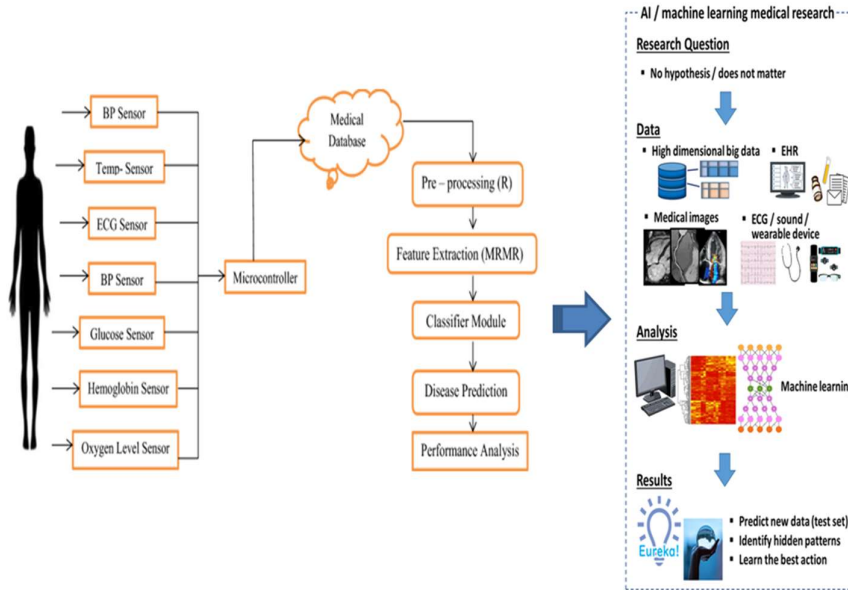 BP Sensor
Temp- Sensor
ECG Sensor
BP Sensor
Glucose Sensor
Hemoglobin Sensor
Oxygen Level Sensor
Microcontroller
Medical
Database
Pre – processing (R)
Feature Extraction (MRMR)
Classifier Module
Disease Prediction
Performance Analysis
AI / machine learning medical research
Research Question
▪ No hypothesis / does not matter
Data
▪ High dimensional big data
▪ EHR
▪ Medical images
▪ ECG / sound /
wearable device
Analysis
Machine learning
Results
Eureka!
▪ Predict new data (test set)
▪ Identify hidden patterns
▪ Learn the best action